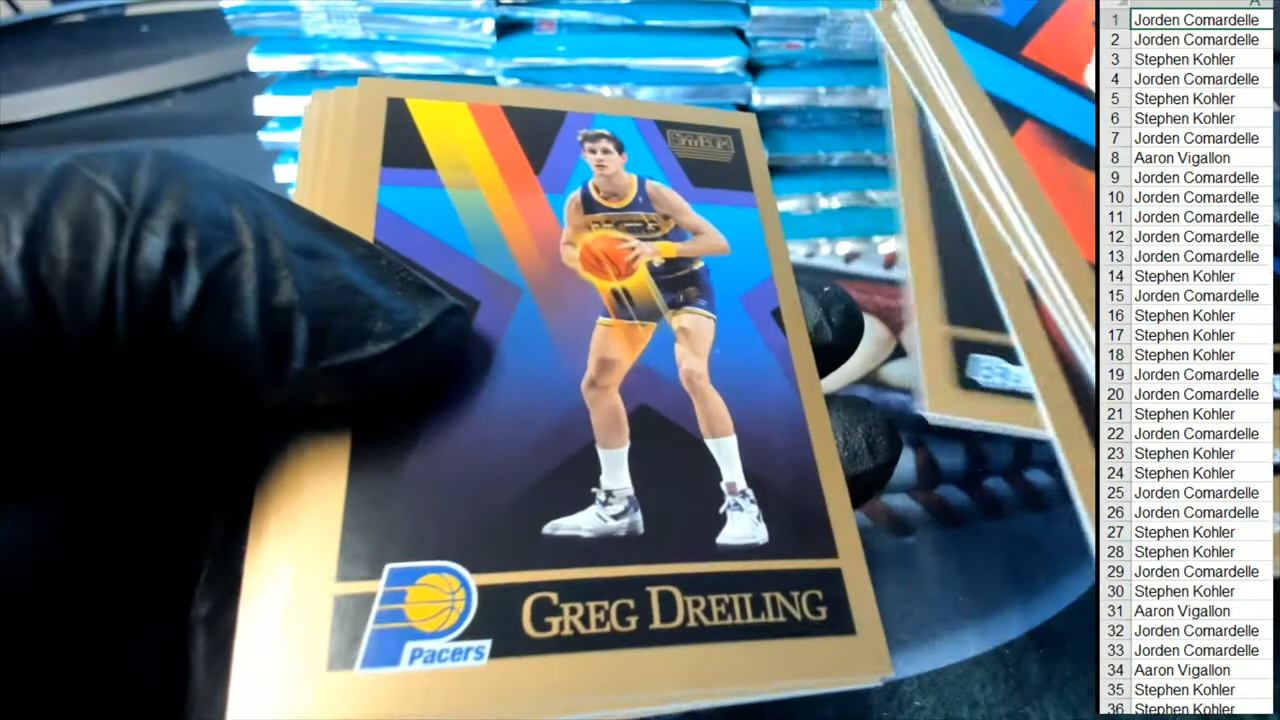 SKYBOX
PACERS
GREG DREILING
Pacers
A
1 Jorden Comardelle
2 Jorden Comardelle
3 Stephen Kohler
4 Jorden Comardelle
5 Stephen Kohler
6 Stephen Kohler
7 Jorden Comardelle
8 Aaron Vigallon
9 Jorden Comardelle
10 Jorden Comardelle
11 Jorden Comardelle
12 Jorden Comardelle
13 Jorden Comardelle
14 Stephen Kohler
15 Jorden Comardelle
16 Stephen Kohler
17 Stephen Kohler
18 Stephen Kohler
19 Jorden Comardelle
20 Jorden Comardelle
21 Stephen Kohler
22 Jorden Comardelle
23 Stephen Kohler
24 Stephen Kohler
25 Jorden Comardelle
26 Jorden Comardelle
27 Stephen Kohler
28 Stephen Kohler
29 Jorden Comardelle
30 Stephen Kohler
31 Aaron Vigallon
32 Jorden Comardelle
33 Jorden Comardelle
34 Aaron Vigallon
35 Stephen Kohler
36 Stephen Kohler